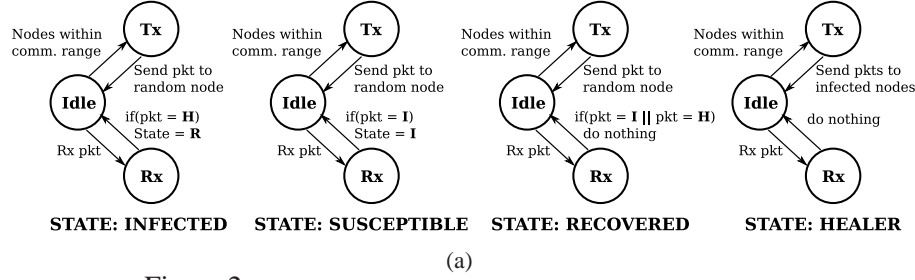 Tx
Nodes within
comm. range
Send pkt to
random node
Idle
if(pkt = H)
State = R
Rx pkt
Rx
STATE: INFECTED
Tx
Nodes within
comm. range
Send pkt to
random node
Idle
if(pkt = I)
State = I
Rx pkt
Rx
STATE: SUSCEPTIBLE
Tx
Nodes within
comm. range
Send pkt to
random node
Idle
if(pkt = I || pkt = H)
do nothing
Rx pkt
Rx
STATE: RECOVERED
Tx
Nodes within
comm. range
Send pkts to
infected nodes
Idle
do nothing
Rx pkt
Rx
STATE: HEALER
(a)